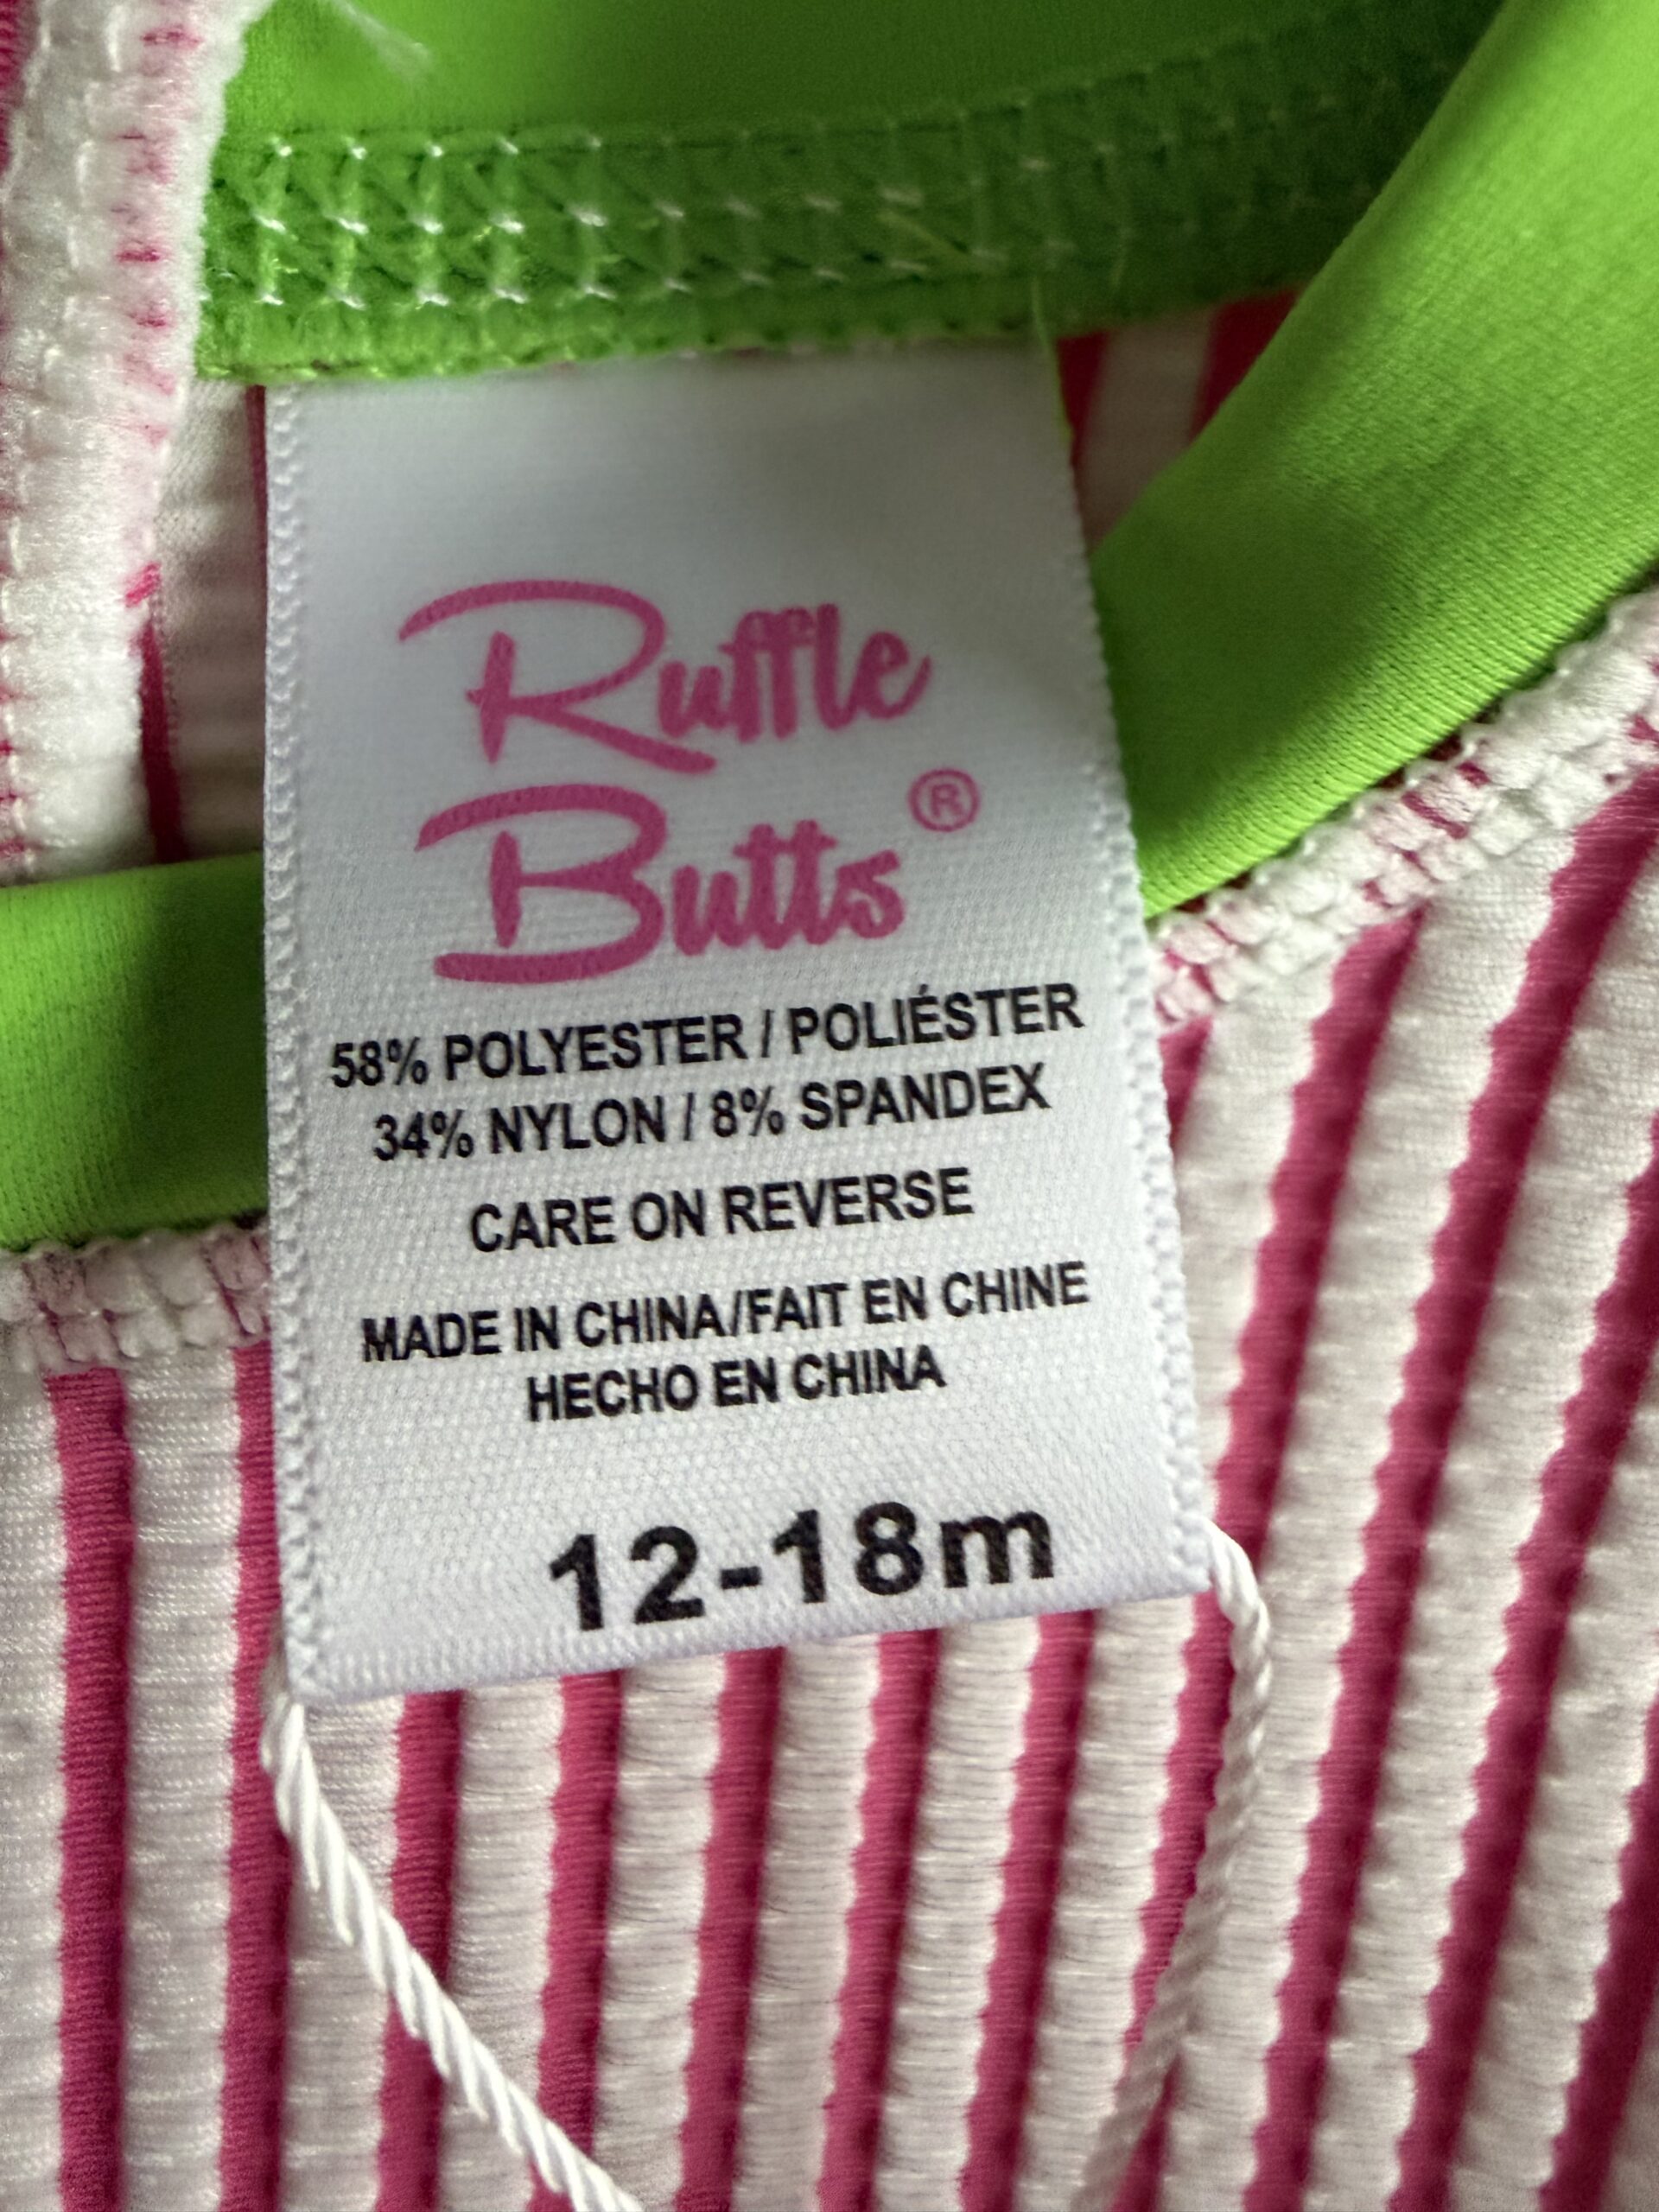 Ruffle
Butts®
58% POLYESTER / POLIÉSTER
34% NYLON / 8% SPANDEX
CARE ON REVERSE
MADE IN CHINA/FAIT EN CHINE
HECHO EN CHINA
12-18m